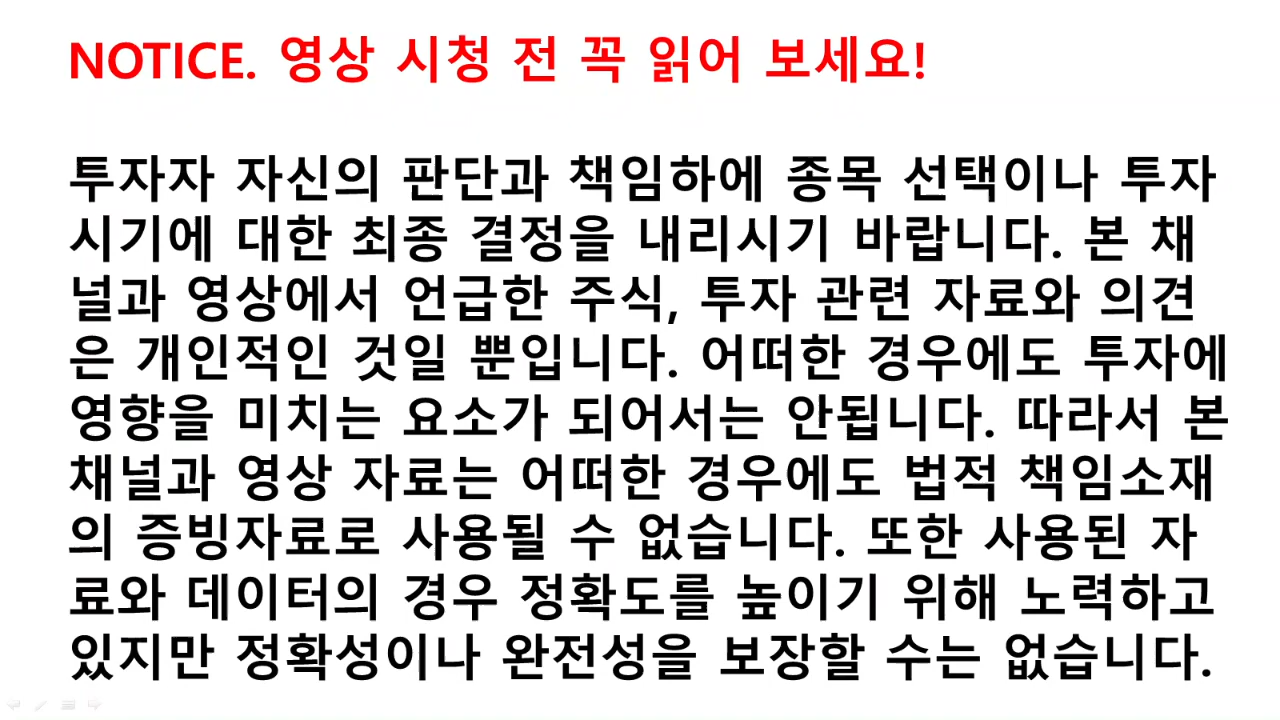 NOTICE. 영상 시청 전 꼭 읽어 보세요!
투자자 자신의 판단과 책임하에 종목 선택이나 투자
시기에 대한 최종 결정을 내리시기 바랍니다. 본 채
널과 영상에서 언급한 주식, 투자 관련 자료와 의견
은 개인적인 것일 뿐입니다. 어떠한 경우에도 투자에
영향을 미치는 요소가 되어서는 안됩니다. 따라서 본
채널과 영상 자료는 어떠한 경우에도 법적 책임소재
의 증빙자료로 사용될 수 없습니다. 또한 사용된 자
료와 데이터의 경우 정확도를 높이기 위해 노력하고
있지만 정확성이나 완전성을 보장할 수는 없습니다.